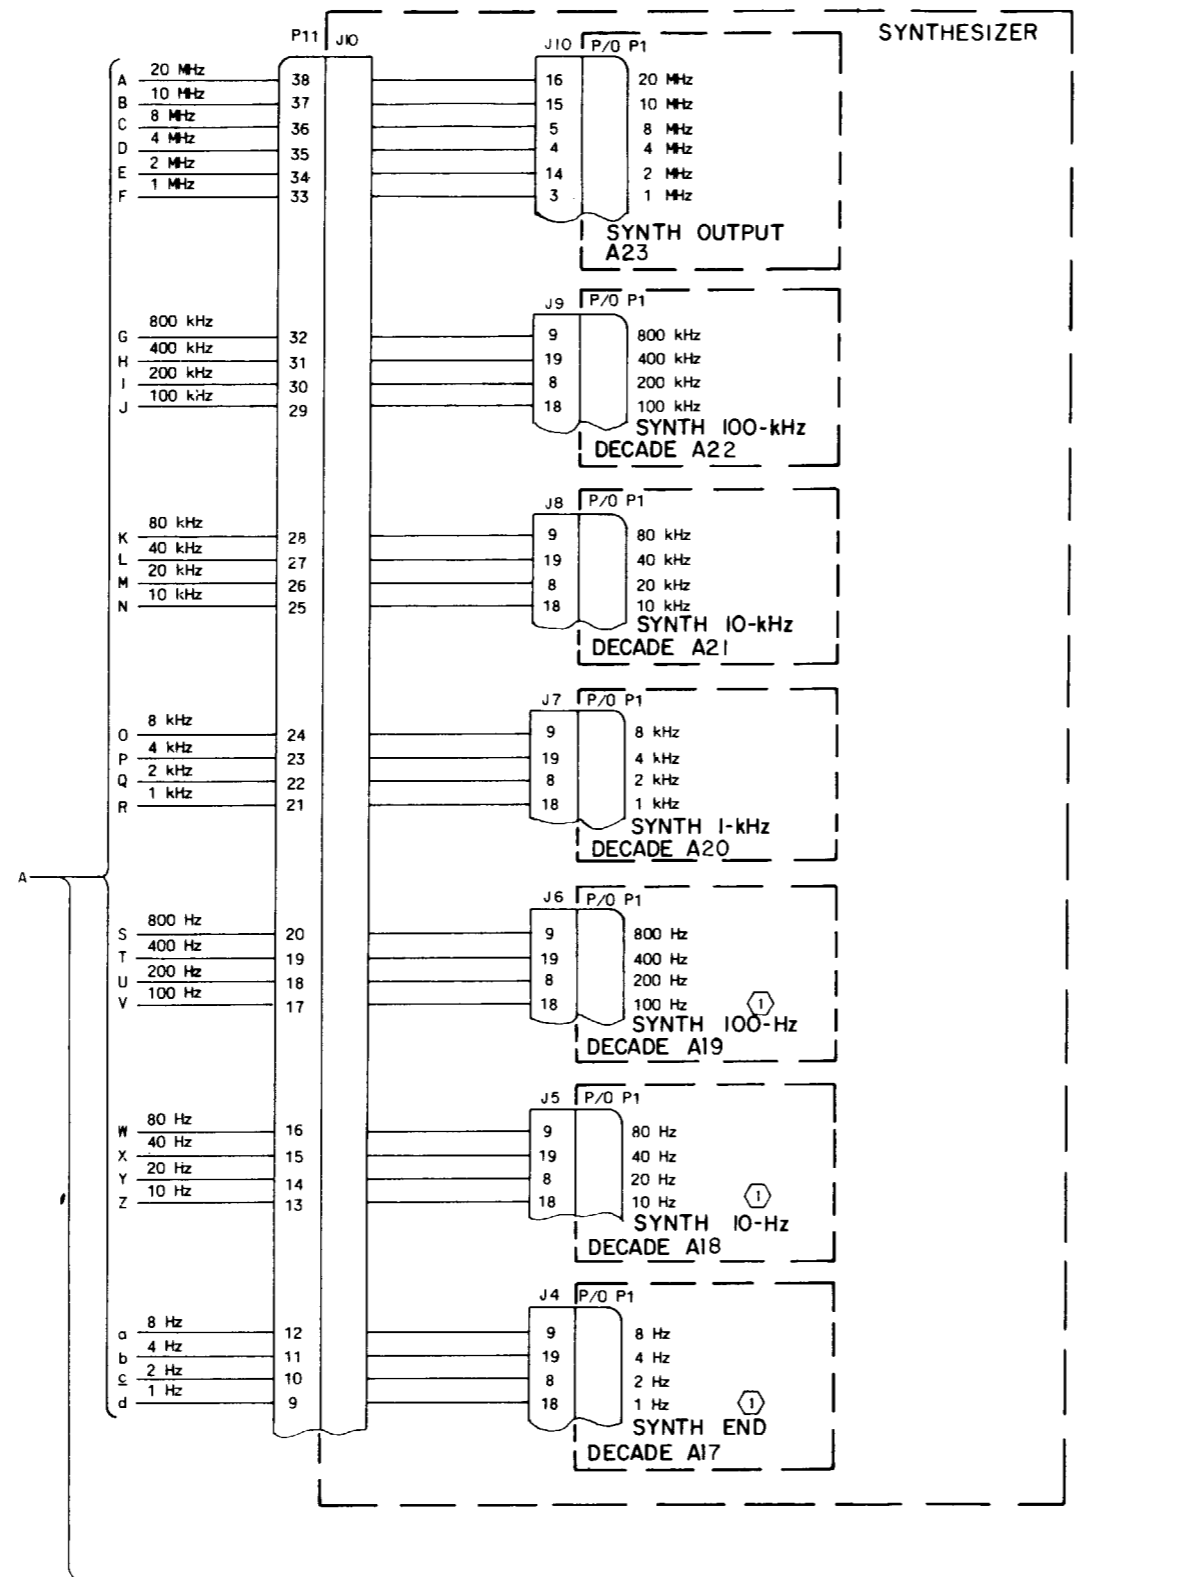 SYNTHESIZER
P11 J10
J10 P/O P1
A 20 MHz 38 16 20 MHz
B 10 MHz 37 15 10 MHz
C 8 MHz 36 5 8 MHz
D 4 MHz 35 4 4 MHz
E 2 MHz 34 14 2 MHz
F 1 MHz 33 3 1 MHz
SYNTH OUTPUT
A23
J9 P/O P1
G 800 kHz 32 9 800 kHz
H 400 kHz 31 19 400 kHz
I 200 kHz 30 8 200 kHz
J 100 kHz 29 18 100 kHz
SYNTH 100-kHz
DECADE A22
J8 P/O P1
K 80 kHz 28 9 80 kHz
L 40 kHz 27 19 40 kHz
M 20 kHz 26 8 20 kHz
N 10 kHz 25 18 10 kHz
SYNTH 10-kHz
DECADE A21
J7 P/O P1
O 8 kHz 24 9 8 kHz
P 4 kHz 23 19 4 kHz
Q 2 kHz 22 8 2 kHz
R 1 kHz 21 18 1 kHz
SYNTH 1-kHz
DECADE A20
A
J6 P/O P1
S 800 Hz 20 9 800 Hz
T 400 Hz 19 19 400 Hz
U 200 Hz 18 8 200 Hz
V 100 Hz 17 18 100 Hz 1
SYNTH 100-Hz
DECADE A19
J5 P/O P1
W 80 Hz 16 9 80 Hz
X 40 Hz 15 19 40 Hz
Y 20 Hz 14 8 20 Hz
Z 10 Hz 13 18 10 Hz 1
SYNTH 10-Hz
DECADE A18
J4 P/O P1
a 8 Hz 12 9 8 Hz
b 4 Hz 11 19 4 Hz
c 2 Hz 10 8 2 Hz
d 1 Hz 9 18 1 Hz 1
SYNTH END
DECADE A17